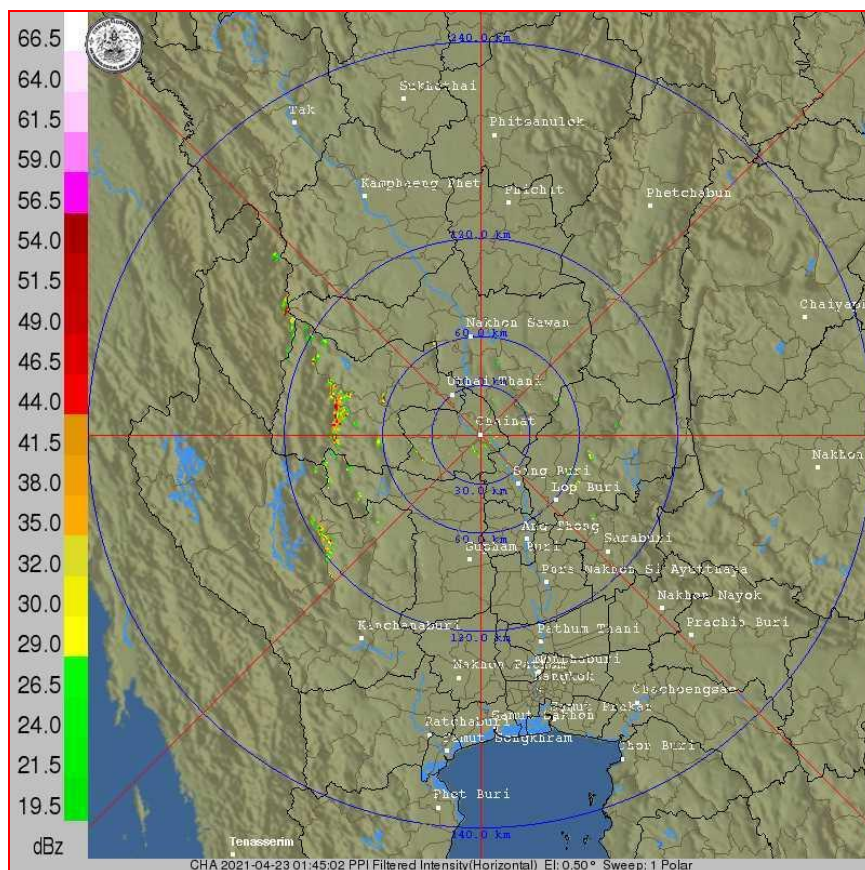 66.5
64.0
61.5
59.0
56.5
54.0
51.5
49.0
46.5
44.0
41.5
38.0
35.0
32.0
30.0
29.0
26.5
24.0
21.5
19.5
dBz
240.0 km
Sukhothai
Tak
Phitsanulok
Kamphaeng Phet
Phichit
Phetchabun
120.0 km
Chaiyap
Nakhon Sawan
60.0 km
Uthai Thani
Chainat
Nakhon
Sing Buri
30.0 km
Lop Buri
Ang Thong
60.0 km
Suphan Buri
Saraburi
Pora Nakhon Si Ayutthaya
Nakhon Nayok
Kanchanaburi
120.0 km
Pathum Thani
Prachin Buri
Nonthaburi
Nakhon Pathom
Bangkok
Chachoengsao
Samut Prakan
Samut Sakhon
Ratchaburi
Samut Songkhram
Chon Buri
Phet Buri
240.0 km
Tenasserim
CHA 2021-04-23 01:45:02 PPI Filtered Intensity(Horizontal) El: 0.50° Sweep: 1 Polar